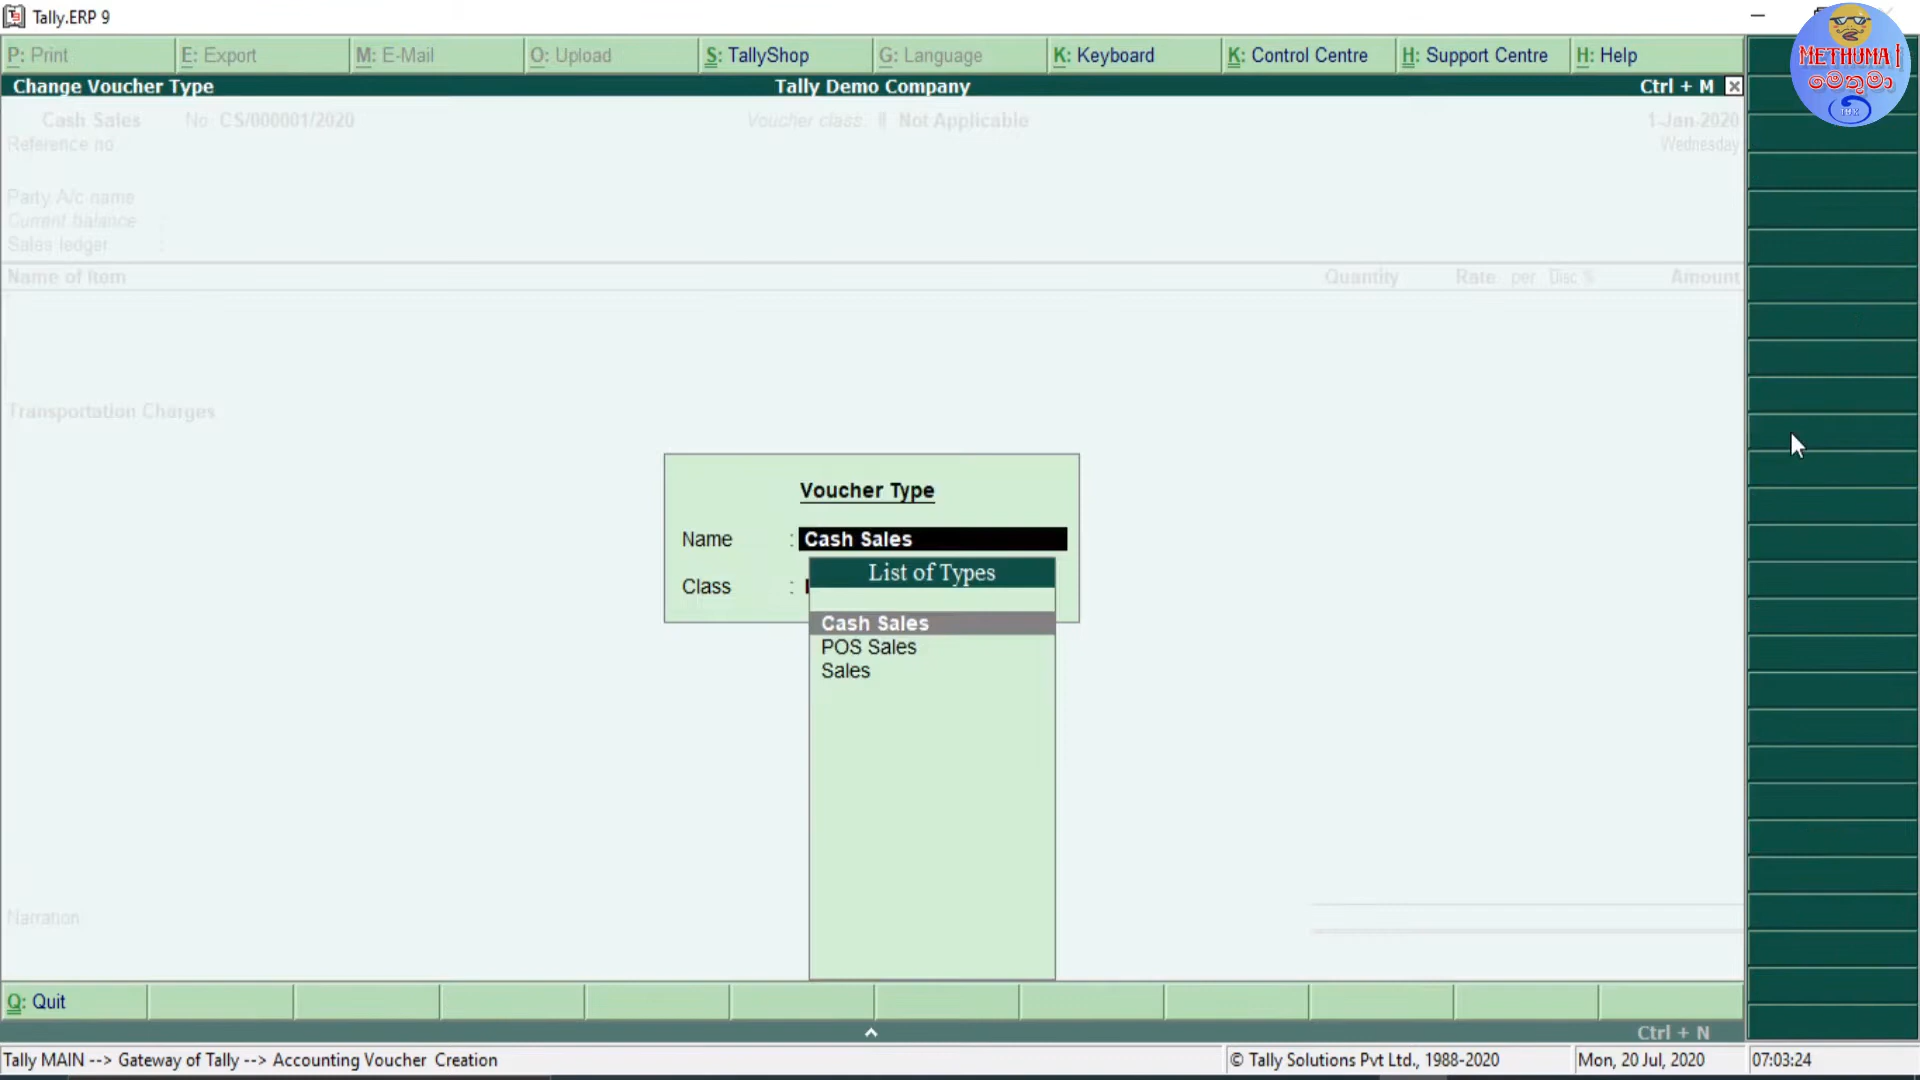 Tally.ERP 9
P: Print E: Export M: E-Mail O: Upload S: TallyShop G: Language K: Keyboard K: Control Centre H: Support Centre H: Help
METHUMA |
මෙතුමා
Change Voucher Type Tally Demo Company Ctrl + M
Cash Sales No. CS/000001/2020 Voucher class: Not Applicable 1-Jan-2020
Reference no. Wednesday
Party A/c name
Current balance
Sales ledger :
Name of Item Quantity Rate per Disc % Amount
Transportation Charges
Voucher Type
Name : Cash Sales
List of Types
Class :
Cash Sales
POS Sales
Sales
Narration
Q: Quit
Ctrl + N
Tally MAIN --> Gateway of Tally --> Accounting Voucher Creation © Tally Solutions Pvt Ltd., 1988-2020 Mon, 20 Jul, 2020 07:03:24